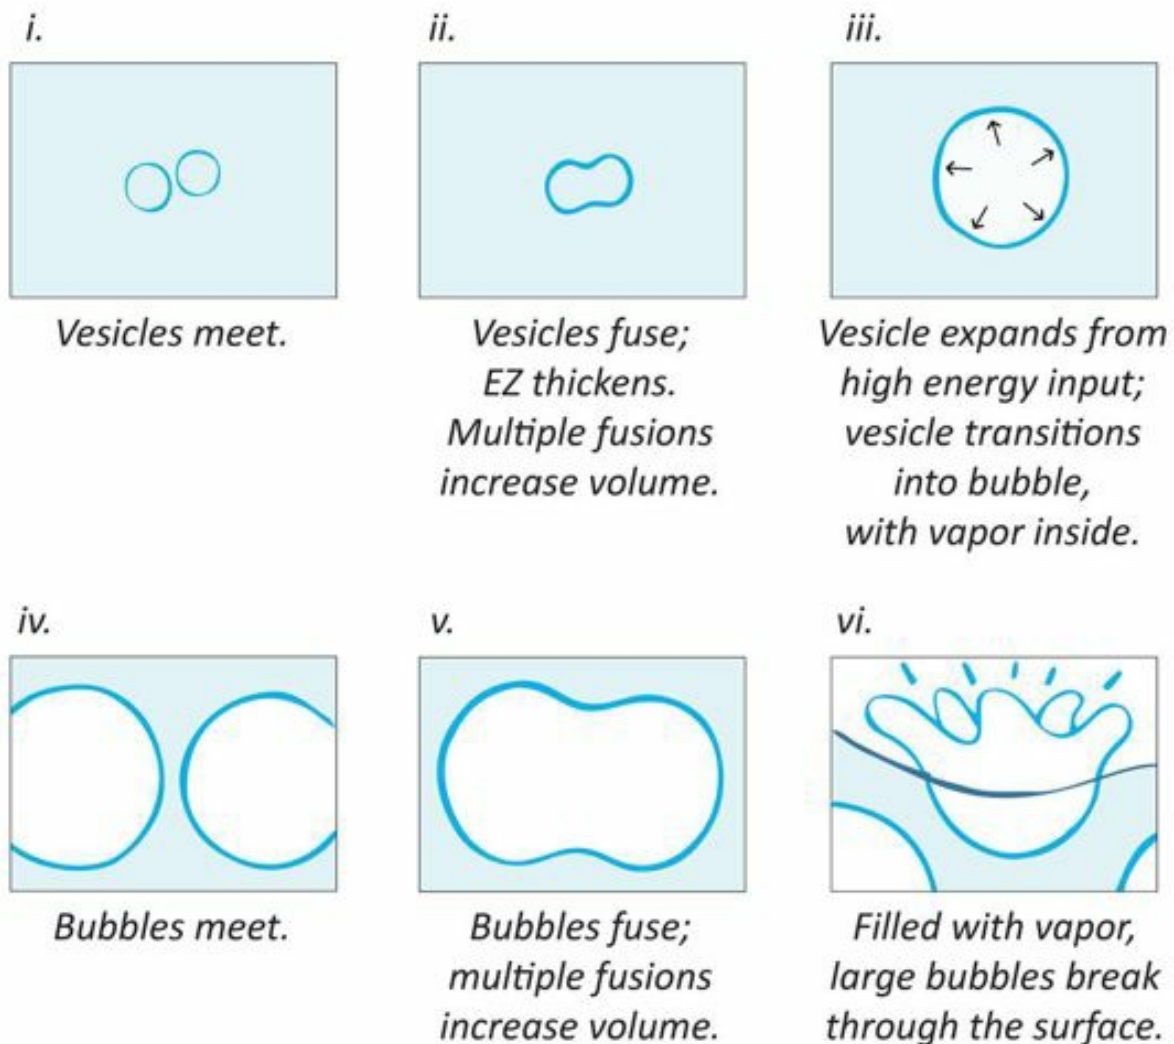 i.
Vesicles meet.
ii.
Vesicles fuse;
EZ thickens.
Multiple fusions
increase volume.
iii.
Vesicle expands from
high energy input;
vesicle transitions
into bubble,
with vapor inside.
iv.
Bubbles meet.
v.
Bubbles fuse;
multiple fusions
increase volume.
vi.
Filled with vapor,
large bubbles break
through the surface.